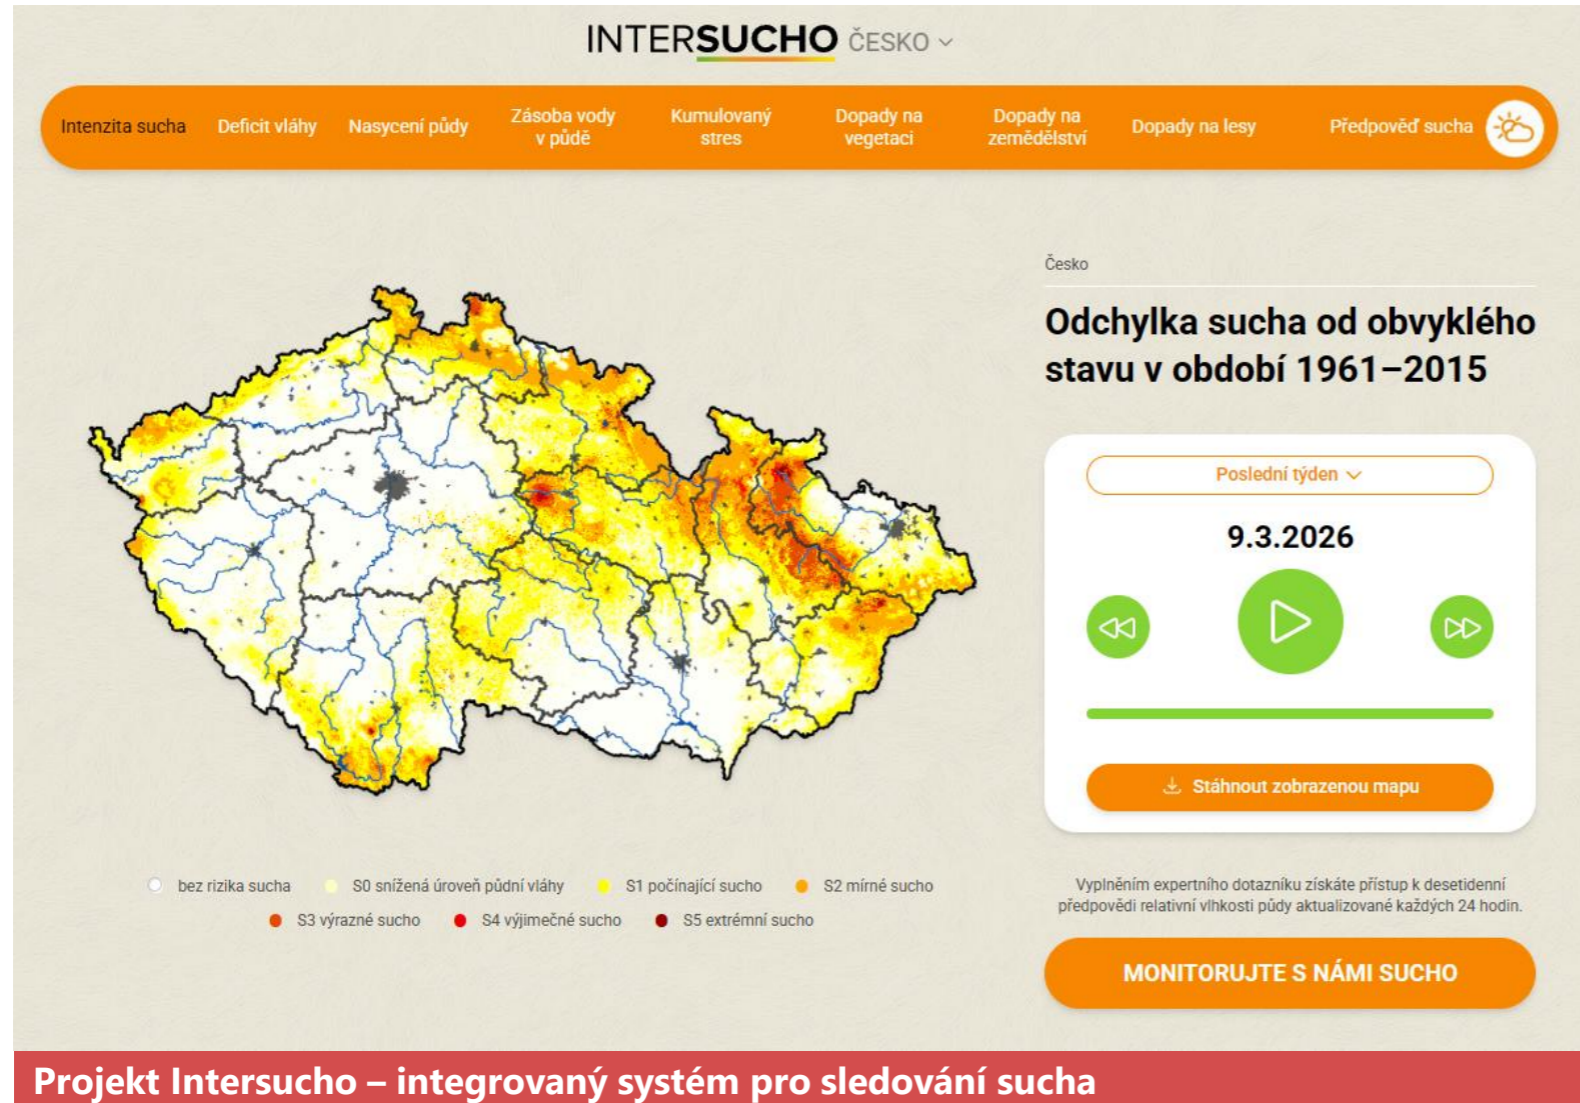 INTERSUCHO ČESKO
Intenzita sucha
Deficit vláhy
Nasycení půdy
Zásoba vody
v půdě
Kumulovaný
stres
Dopady na
vegetaci
Dopady na
zemědělství
Dopady na lesy
Předpověď sucha
Česko
Odchylka sucha od obvyklého
stavu v období 1961–2015
Poslední týden
9.3.2026
Stáhnout zobrazenou mapu
bez rizika sucha
S0 snížená úroveň půdní vláhy
S1 počínající sucho
S2 mírné sucho
S3 výrazné sucho
S4 výjimečné sucho
S5 extrémní sucho
Vyplněním expertního dotazníku získáte přístup k desetidenní
předpovědi relativní vlhkosti půdy aktualizované každých 24 hodin.
MONITORUJTE S NÁMI SUCHO
Projekt Intersucho – integrovaný systém pro sledování sucha